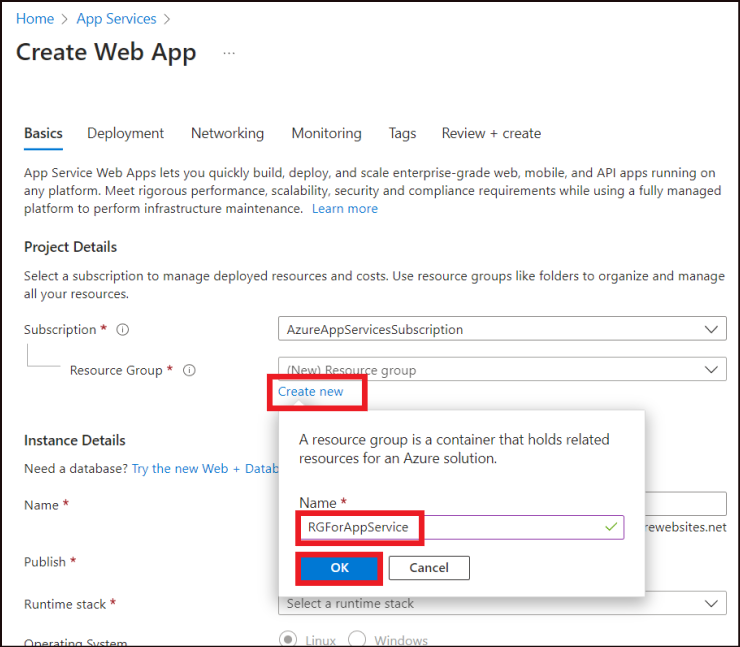 Home > App Services >
Create Web App ...
Basics Deployment Networking Monitoring Tags Review + create
App Service Web Apps lets you quickly build, deploy, and scale enterprise-grade web, mobile, and API apps running on
any platform. Meet rigorous performance, scalability, security and compliance requirements while using a fully managed
platform to perform infrastructure maintenance. Learn more
Project Details
Select a subscription to manage deployed resources and costs. Use resource groups like folders to organize and manage
all your resources.
Subscription * AzureAppServicesSubscription
Resource Group * (New) Resource group
Create new
A resource group is a container that holds related
resources for an Azure solution.
Name *
RGForAppService
OK Cancel
Instance Details
Need a database? Try the new Web + Datab
Name *
rewebsites.net
Publish *
Runtime stack * Select a runtime stack
Operating System Linux Windows